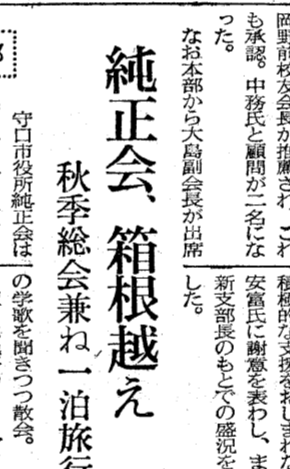 岡野前校友会長が推薦され、これ
も承認。中務氏と顧問が二名にな
った。
なお本部から大島副会長が出席
積極的な支援をおしまれた
安富氏に謝意を表わし、ま
新支部長のもとでの盛況を
した。
純正会、箱根越え
秋季総会兼ね一泊旅行
守口市役所純正会は
の学歌を聞きつつ散会。